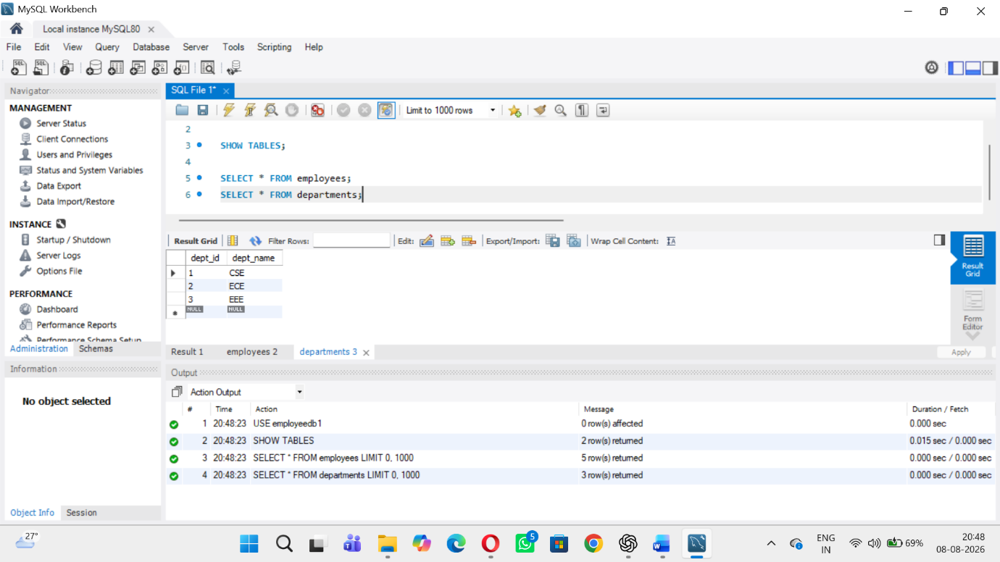 MySQL Workbench
Local instance MySQL80
File Edit View Query Database Server Tools Scripting Help
Navigator
MANAGEMENT
Server Status
Client Connections
Users and Privileges
Status and System Variables
Data Export
Data Import/Restore
INSTANCE
Startup / Shutdown
Server Logs
Options File
PERFORMANCE
Dashboard
Performance Reports
Performance Schema Setup
Administration Schemas
Information
No object selected
Object Info Session
SQL File 1*
Limit to 1000 rows
2
3 SHOW TABLES;
4
5 SELECT * FROM employees;
6 SELECT * FROM departments;
Result Grid Filter Rows: Edit: Export/Import: Wrap Cell Content:
dept_id dept_name
1 CSE
2 ECE
3 EEE
NULL NULL
Result Grid
Form Editor
Result 1 employees 2 departments 3 Apply
Output
Action Output
# Time Action Message Duration / Fetch
1 20:48:23 USE employeedb1 0 row(s) affected 0.000 sec
2 20:48:23 SHOW TABLES 2 row(s) returned 0.015 sec / 0.000 sec
3 20:48:23 SELECT * FROM employees LIMIT 0, 1000 5 row(s) returned 0.000 sec / 0.000 sec
4 20:48:23 SELECT * FROM departments LIMIT 0, 1000 3 row(s) returned 0.000 sec / 0.000 sec
27°
5
ENG
IN
69%
20:48
08-08-2026